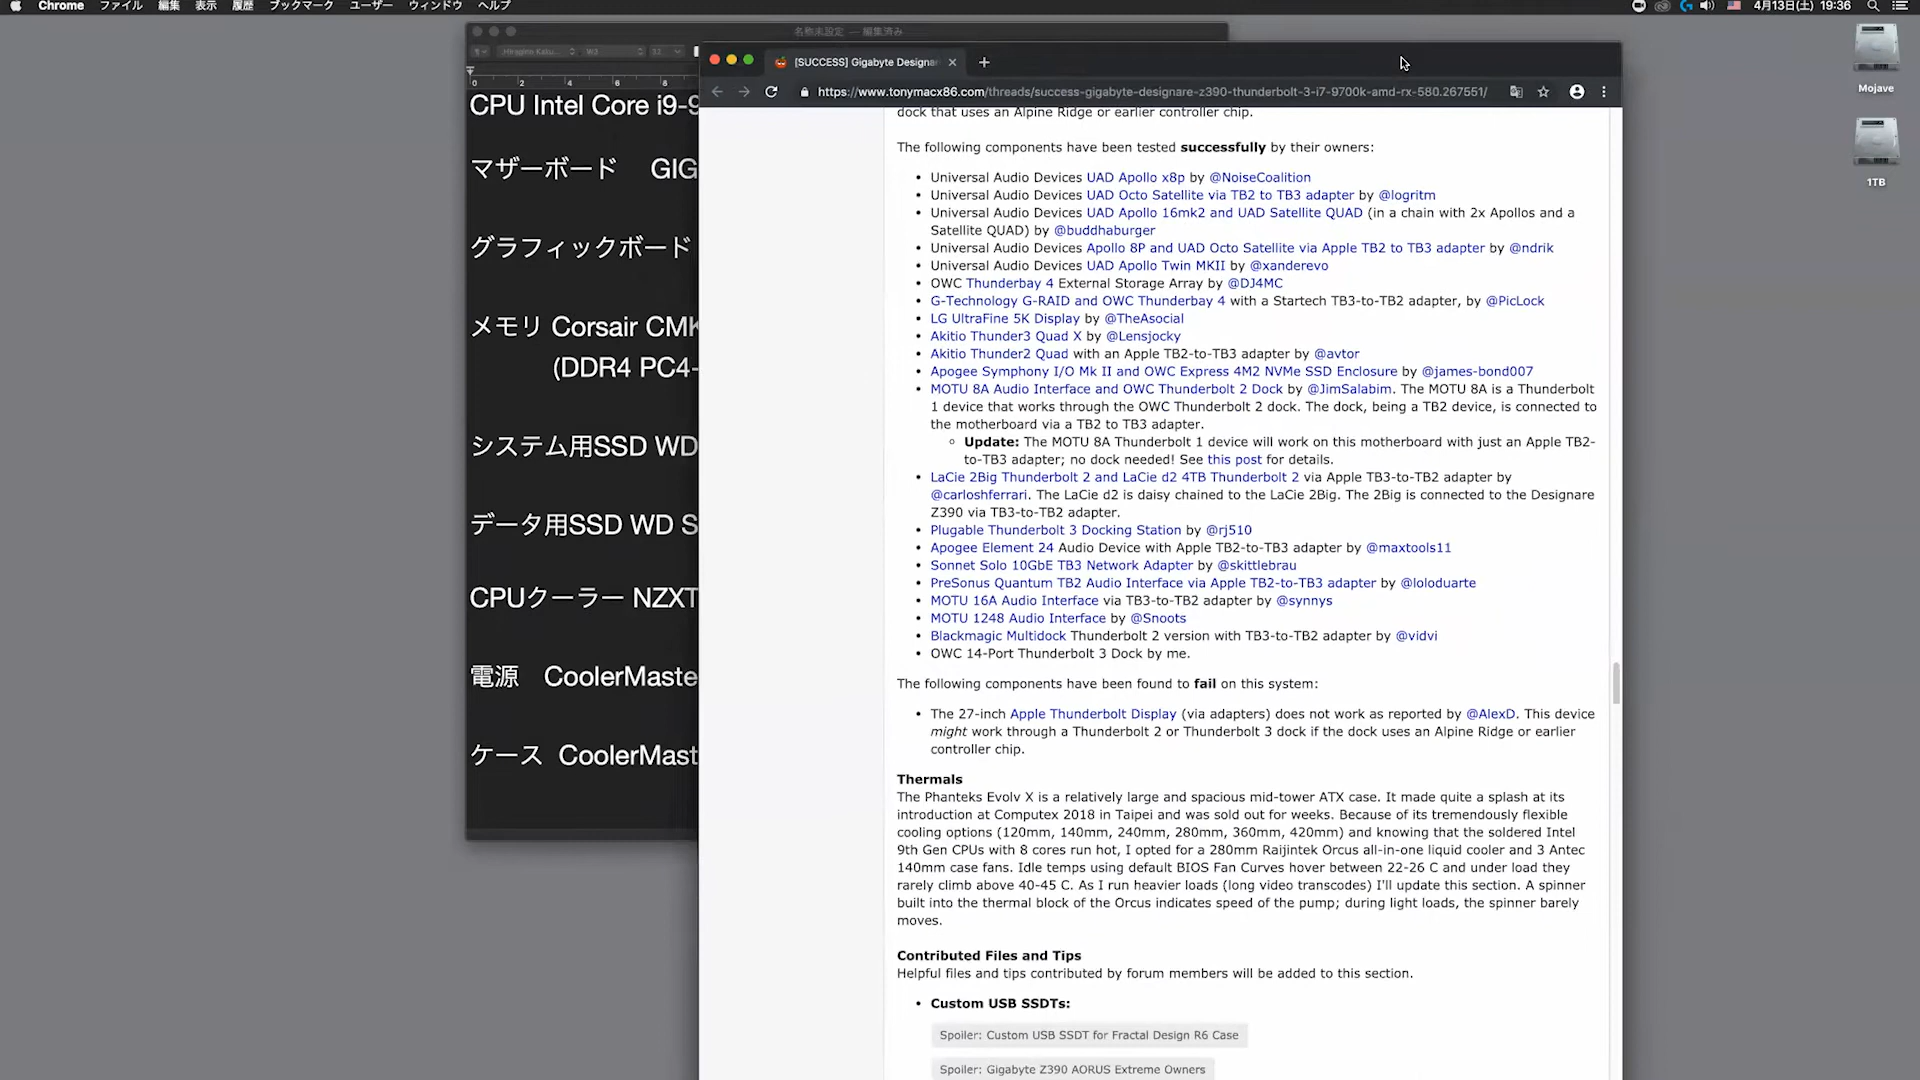 Chrome ファイル 編集 表示 履歴 ブックマーク ユーザー ウィンドウ ヘルプ
4月13日(土) 19:36
名称未設定 — 編集済み
Hiragino Kaku... W3
0 2 4 6 8
CPU Intel Core i9-9
マザーボード GIG
グラフィックボード
メモリ Corsair CMK
(DDR4 PC4-
システム用SSD WD
データ用SSD WD S
CPUクーラー NZXT
電源 CoolerMaste
ケース CoolerMast
[SUCCESS] Gigabyte Designa
https://www.tonymacx86.com/threads/success-gigabyte-designare-z390-thunderbolt-3-i7-9700k-amd-rx-580.267551/
dock that uses an Alpine Ridge or earlier controller chip.
The following components have been tested successfully by their owners:
• Universal Audio Devices UAD Apollo x8p by @NoiseCoalition
• Universal Audio Devices UAD Octo Satellite via TB2 to TB3 adapter by @logritm
• Universal Audio Devices UAD Apollo 16mk2 and UAD Satellite QUAD (in a chain with 2x Apollos and a
Satellite QUAD) by @buddhaburger
• Universal Audio Devices Apollo 8P and UAD Octo Satellite via Apple TB2 to TB3 adapter by @ndrik
• Universal Audio Devices UAD Apollo Twin MKII by @xanderevo
• OWC Thunderbay 4 External Storage Array by @DJ4MC
• G-Technology G-RAID and OWC Thunderbay 4 with a Startech TB3-to-TB2 adapter, by @PicLock
• LG UltraFine 5K Display by @TheAsocial
• Akitio Thunder3 Quad X by @Lensjocky
• Akitio Thunder2 Quad with an Apple TB2-to-TB3 adapter by @avtor
• Apogee Symphony I/O Mk II and OWC Express 4M2 NVMe SSD Enclosure by @james-bond007
• MOTU 8A Audio Interface and OWC Thunderbolt 2 Dock by @JimSalabim. The MOTU 8A is a Thunderbolt
1 device that works through the OWC Thunderbolt 2 dock. The dock, being a TB2 device, is connected to
the motherboard via a TB2 to TB3 adapter.
◦ Update: The MOTU 8A Thunderbolt 1 device will work on this motherboard with just an Apple TB2-
to-TB3 adapter; no dock needed! See this post for details.
• LaCie 2Big Thunderbolt 2 and LaCie d2 4TB Thunderbolt 2 via Apple TB3-to-TB2 adapter by
@carloshferrari. The LaCie d2 is daisy chained to the LaCie 2Big. The 2Big is connected to the Designare
Z390 via TB3-to-TB2 adapter.
• Plugable Thunderbolt 3 Docking Station by @rj510
• Apogee Element 24 Audio Device with Apple TB2-to-TB3 adapter by @maxtools11
• Sonnet Solo 10GbE TB3 Network Adapter by @skittlebrau
• PreSonus Quantum TB2 Audio Interface via Apple TB2-to-TB3 adapter by @loloduarte
• MOTU 16A Audio Interface via TB3-to-TB2 adapter by @synnys
• MOTU 1248 Audio Interface by @Snoots
• Blackmagic Multidock Thunderbolt 2 version with TB3-to-TB2 adapter by @vidvi
• OWC 14-Port Thunderbolt 3 Dock by me.
The following components have been found to fail on this system:
• The 27-inch Apple Thunderbolt Display (via adapters) does not work as reported by @AlexD. This device
might work through a Thunderbolt 2 or Thunderbolt 3 dock if the dock uses an Alpine Ridge or earlier
controller chip.
Thermals
The Phanteks Evolv X is a relatively large and spacious mid-tower ATX case. It made quite a splash at its
introduction at Computex 2018 in Taipei and was sold out for weeks. Because of its tremendously flexible
cooling options (120mm, 140mm, 240mm, 280mm, 360mm, 420mm) and knowing that the soldered Intel
9th Gen CPUs with 8 cores run hot, I opted for a 280mm Raijintek Orcus all-in-one liquid cooler and 3 Antec
140mm case fans. Idle temps using default BIOS Fan Curves hover between 22-26 C and under load they
rarely climb above 40-45 C. As I run heavier loads (long video transcodes) I'll update this section. A spinner
built into the thermal block of the Orcus indicates speed of the pump; during light loads, the spinner barely
moves.
Contributed Files and Tips
Helpful files and tips contributed by forum members will be added to this section.
• Custom USB SSDTs:
Spoiler: Custom USB SSDT for Fractal Design R6 Case
Spoiler: Gigabyte Z390 AORUS Extreme Owners
Mojave
1TB